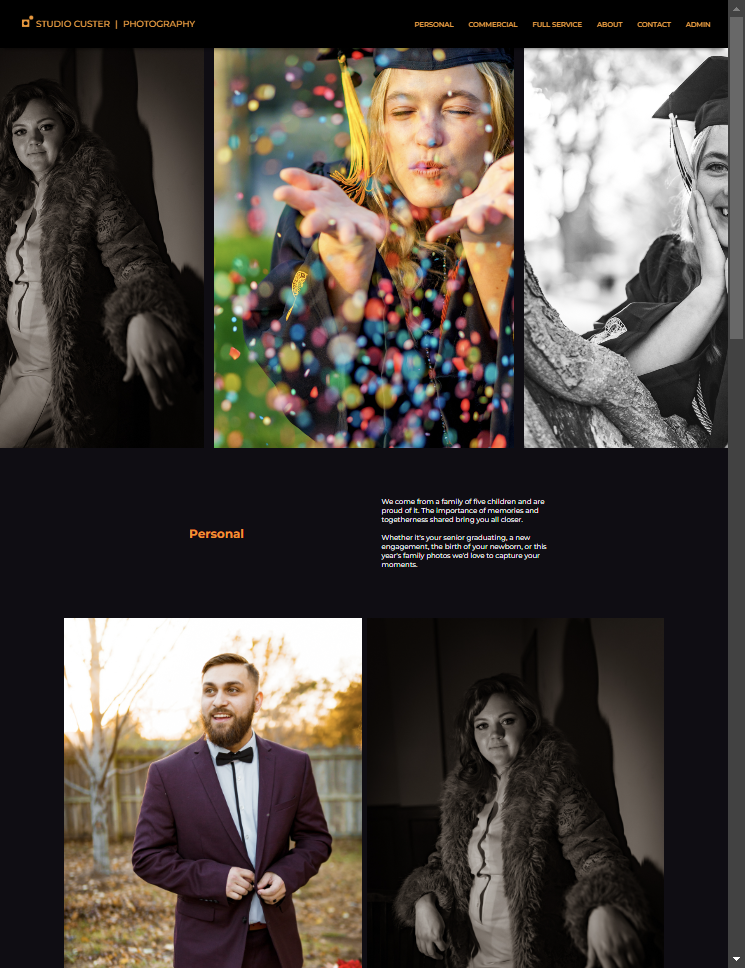 STUDIO CUSTER | PHOTOGRAPHY
PERSONAL COMMERCIAL FULL SERVICE ABOUT CONTACT ADMIN
Personal
We come from a family of five children and are
proud of it. The importance of memories and
togetherness shared bring you all closer.
Whether it's your senior graduating, a new
engagement, the birth of your newborn, or this
year's family photos we'd love to capture your
moments.